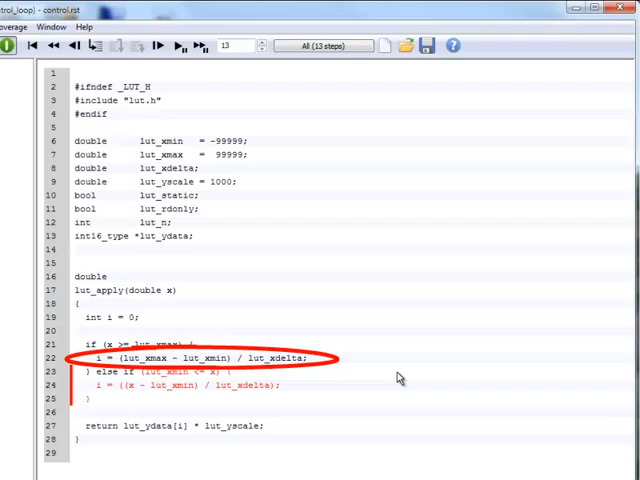 trol_loop) - control.rst
overage Window Help
13 All (13 steps)
1
2 #ifndef _LUT_H
3 #include "lut.h"
4 #endif
5
6 double lut_xmin = -99999;
7 double lut_xmax = 99999;
8 double lut_xdelta;
9 double lut_yscale = 1000;
10 bool lut_static;
11 bool lut_rdonly;
12 int lut_n;
13 int16_type *lut_ydata;
14
15
16 double
17 lut_apply(double x)
18 {
19 int i = 0;
20
21 if (x >= lut_xmax) {
22 i = (lut_xmax - lut_xmin) / lut_xdelta;
23 } else if (lut_xmin <= x) {
24 i = ((x - lut_xmin) / lut_xdelta);
25 }
26
27 return lut_ydata[i] * lut_yscale;
28 }
29